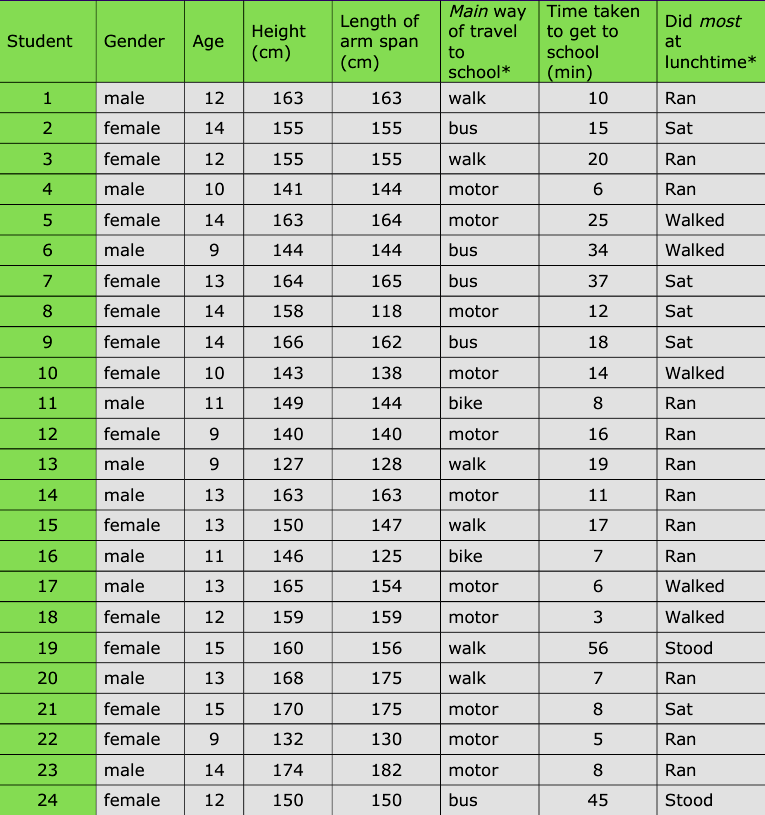 Student Gender Age Height (cm) Length of arm span (cm) Main way of travel to school* Time taken to get to school (min) Did most at lunchtime*
1 male 12 163 163 walk 10 Ran
2 female 14 155 155 bus 15 Sat
3 female 12 155 155 walk 20 Ran
4 male 10 141 144 motor 6 Ran
5 female 14 163 164 motor 25 Walked
6 male 9 144 144 bus 34 Walked
7 female 13 164 165 bus 37 Sat
8 female 14 158 118 motor 12 Sat
9 female 14 166 162 bus 18 Sat
10 female 10 143 138 motor 14 Walked
11 male 11 149 144 bike 8 Ran
12 female 9 140 140 motor 16 Ran
13 male 9 127 128 walk 19 Ran
14 male 13 163 163 motor 11 Ran
15 female 13 150 147 walk 17 Ran
16 male 11 146 125 bike 7 Ran
17 male 13 165 154 motor 6 Walked
18 female 12 159 159 motor 3 Walked
19 female 15 160 156 walk 56 Stood
20 male 13 168 175 walk 7 Ran
21 female 15 170 175 motor 8 Sat
22 female 9 132 130 motor 5 Ran
23 male 14 174 182 motor 8 Ran
24 female 12 150 150 bus 45 Stood